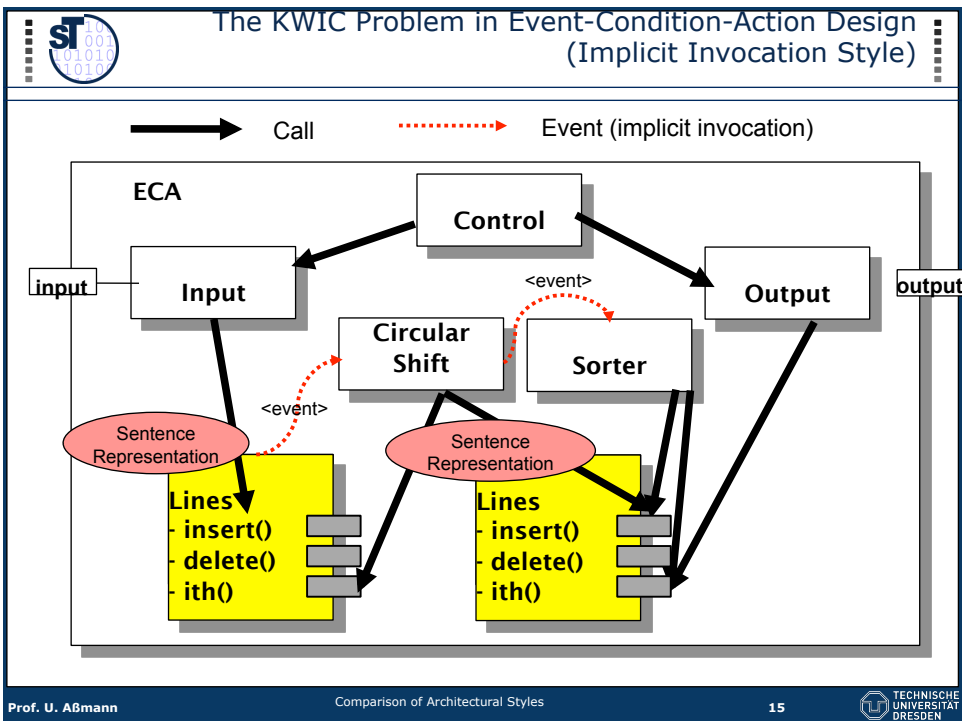 The KWIC Problem in Event-Condition-Action Design
(Implicit Invocation Style)
ST
Call
Event (implicit invocation)
ECA
Control
input
Input
<event>
Output
output
Circular
Shift
Sorter
<event>
Sentence
Representation
Sentence
Representation
Lines
- insert()
- delete()
- ith()
Lines
- insert()
- delete()
- ith()
Prof. U. Aßmann
Comparison of Architectural Styles
15
TECHNISCHE
UNIVERSITÄT
DRESDEN